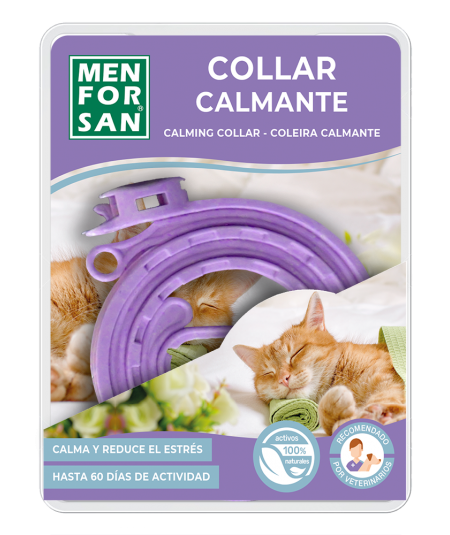 MEN
FOR
SAN®
COLLAR
CALMANTE
CALMING COLLAR - COLEIRA CALMANTE
CALMA Y REDUCE EL ESTRÉS
HASTA 60 DÍAS DE ACTIVIDAD
activos
100%
naturales
RECOMENDADO
POR VETERINARIOS